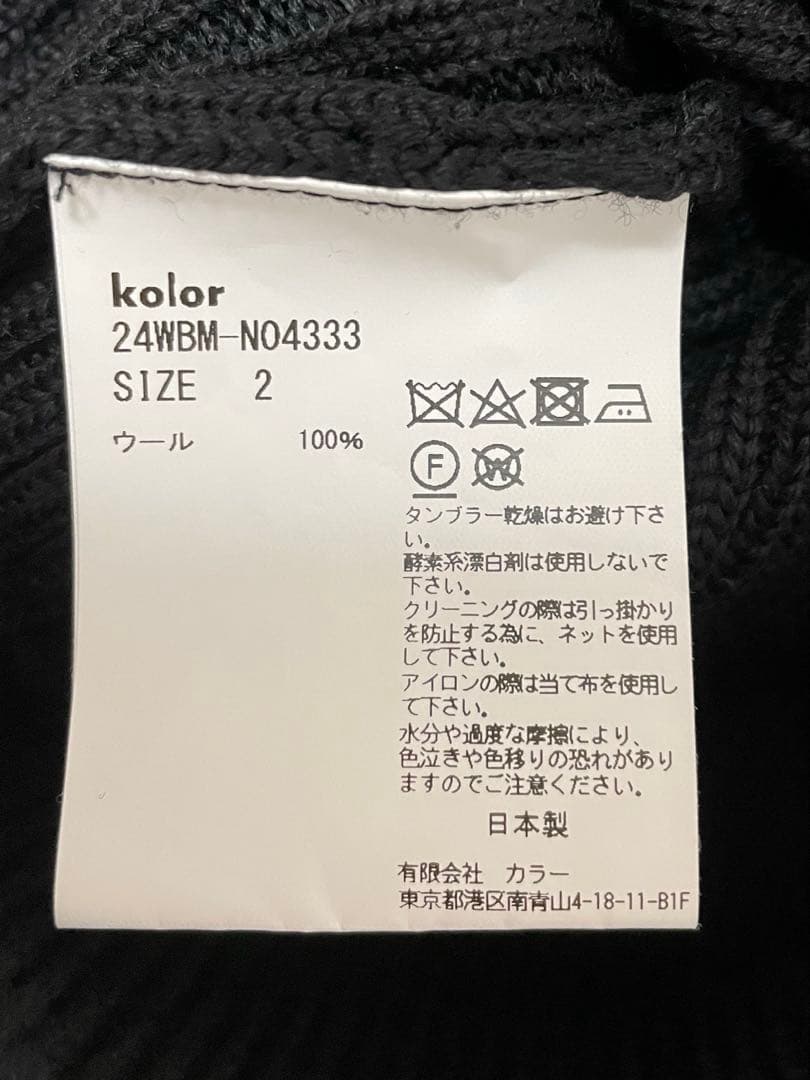 kolor
24WBM-N04333
SIZE 2
ウール 100%
F
W
タンブラー乾燥はお避け下さ
い。
酵素系漂白剤は使用しないで
下さい。
クリーニングの際は引っ掛かり
を防止する為に、ネットを使用
して下さい。
アイロンの際は当て布を使用し
て下さい。
水分や過度な摩擦により、
色泣きや色移りの恐れがあり
ますのでご注意ください。
日本製
有限会社 カラー
東京都港区南青山4-18-11-B1F